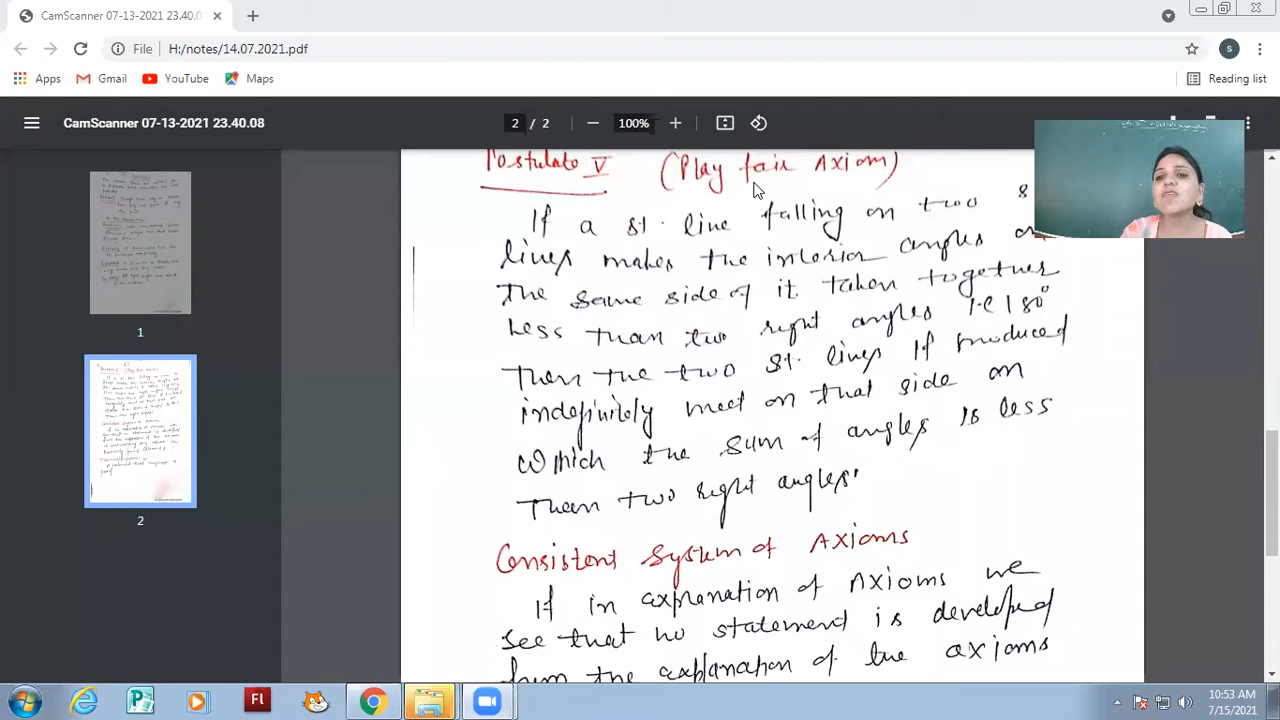 CamScanner 07-13-2021 23.40.0
File
H:/notes/14.07.2021.pdf
S
Apps
Gmail
YouTube
Maps
Reading list
CamScanner 07-13-2021 23.40.08
2 / 2
100%
1
2
Postulate V (Play fair Axiom)
If a st. line falling on two s
lines makes the interior angles on
the same side of it taken together
less than two right angles i.e 180°
Then the two st. lines if produced
indefinitely meet on that side on
which the sum of angles is less
Than two right angles.
Consistent System of Axioms
If in explanation of Axioms we
see that no statement is developed
from the explanation of the axioms
Fl
10:53 AM
7/15/2021